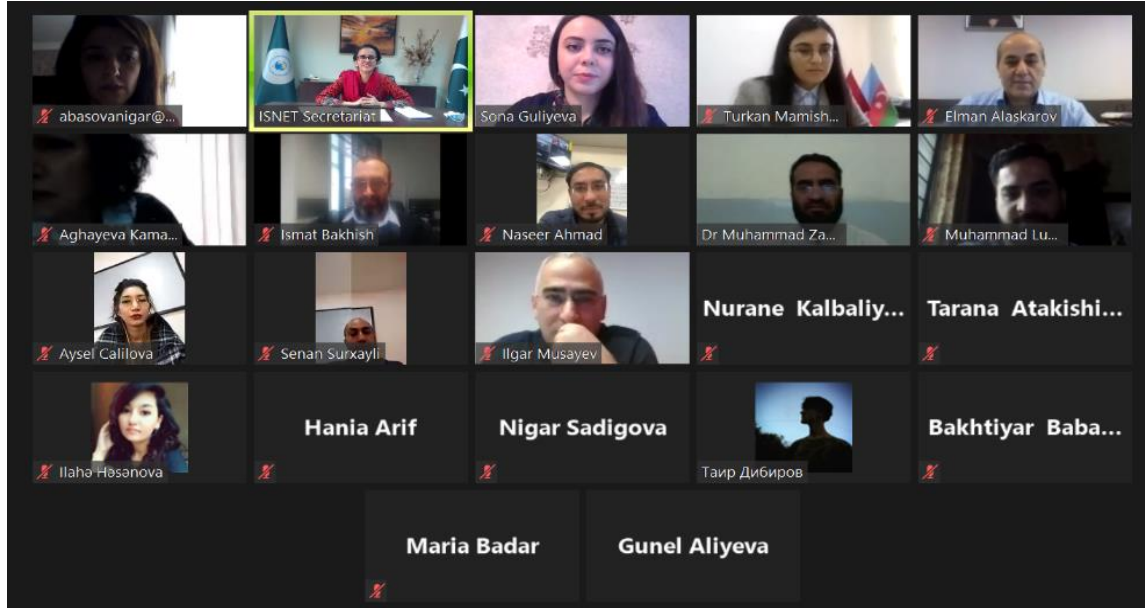 abasovanigar@...
ISNET Secretariat
Sona Guliyeva
Turkan Mamish...
Elman Alaskarov
Aghayeva Kama...
Ismat Bakhish
Naseer Ahmad
Dr Muhammad Za...
Muhammad Lu...
Aysel Calilova
Senan Surxayli
Ilgar Musayev
Nurane Kalbaliy...
Tarana Atakishi...
Ilahə Həsənova
Hania Arif
Nigar Sadigova
Таир Дибиров
Bakhtiyar Baba...
Maria Badar
Gunel Aliyeva